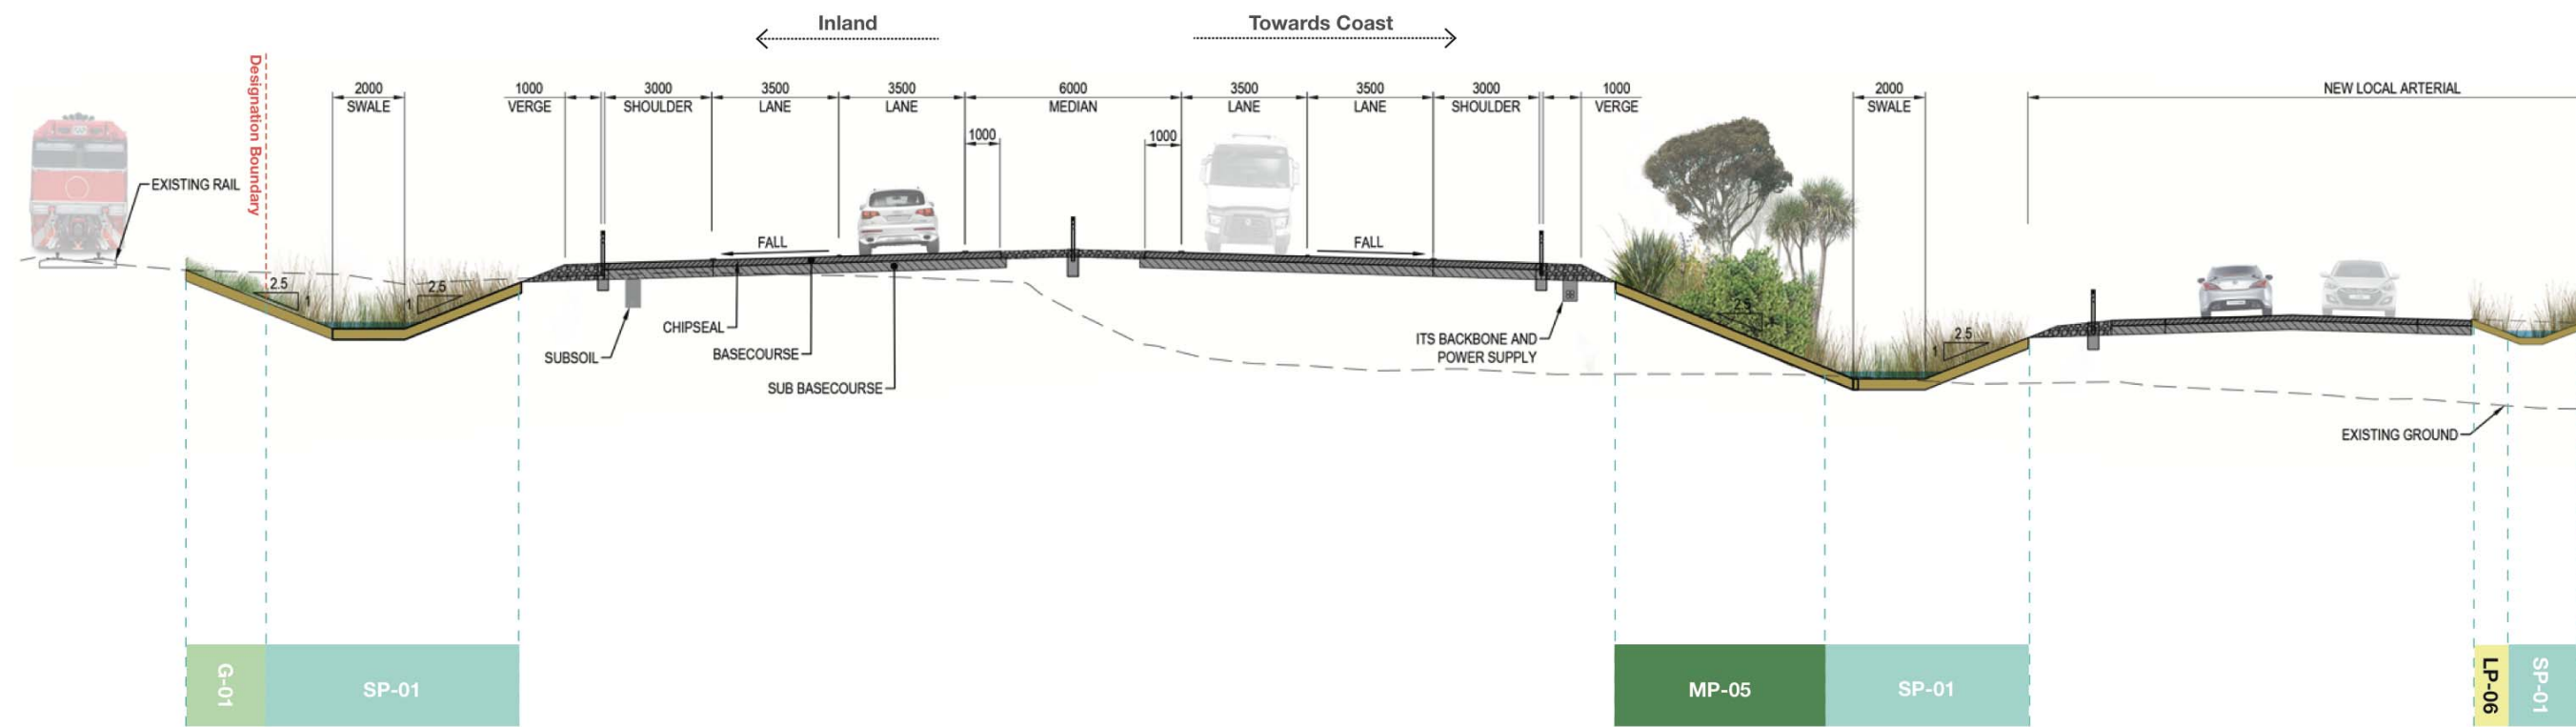 Inland
Towards Coast
Designation Boundary
2000
SWALE
1000
VERGE
3000
SHOULDER
3500
LANE
3500
LANE
6000
MEDIAN
1000
1000
3500
LANE
3500
LANE
3000
SHOULDER
1000
VERGE
2000
SWALE
NEW LOCAL ARTERIAL
EXISTING RAIL
2.5
1
2.5
1
FALL
FALL
CHIPSEAL
SUBSOIL
BASECOURSE
SUB BASECOURSE
ITS BACKBONE AND
POWER SUPPLY
2.5
2.5
1
EXISTING GROUND
G-01
SP-01
MP-05
SP-01
LP-06
SP-01